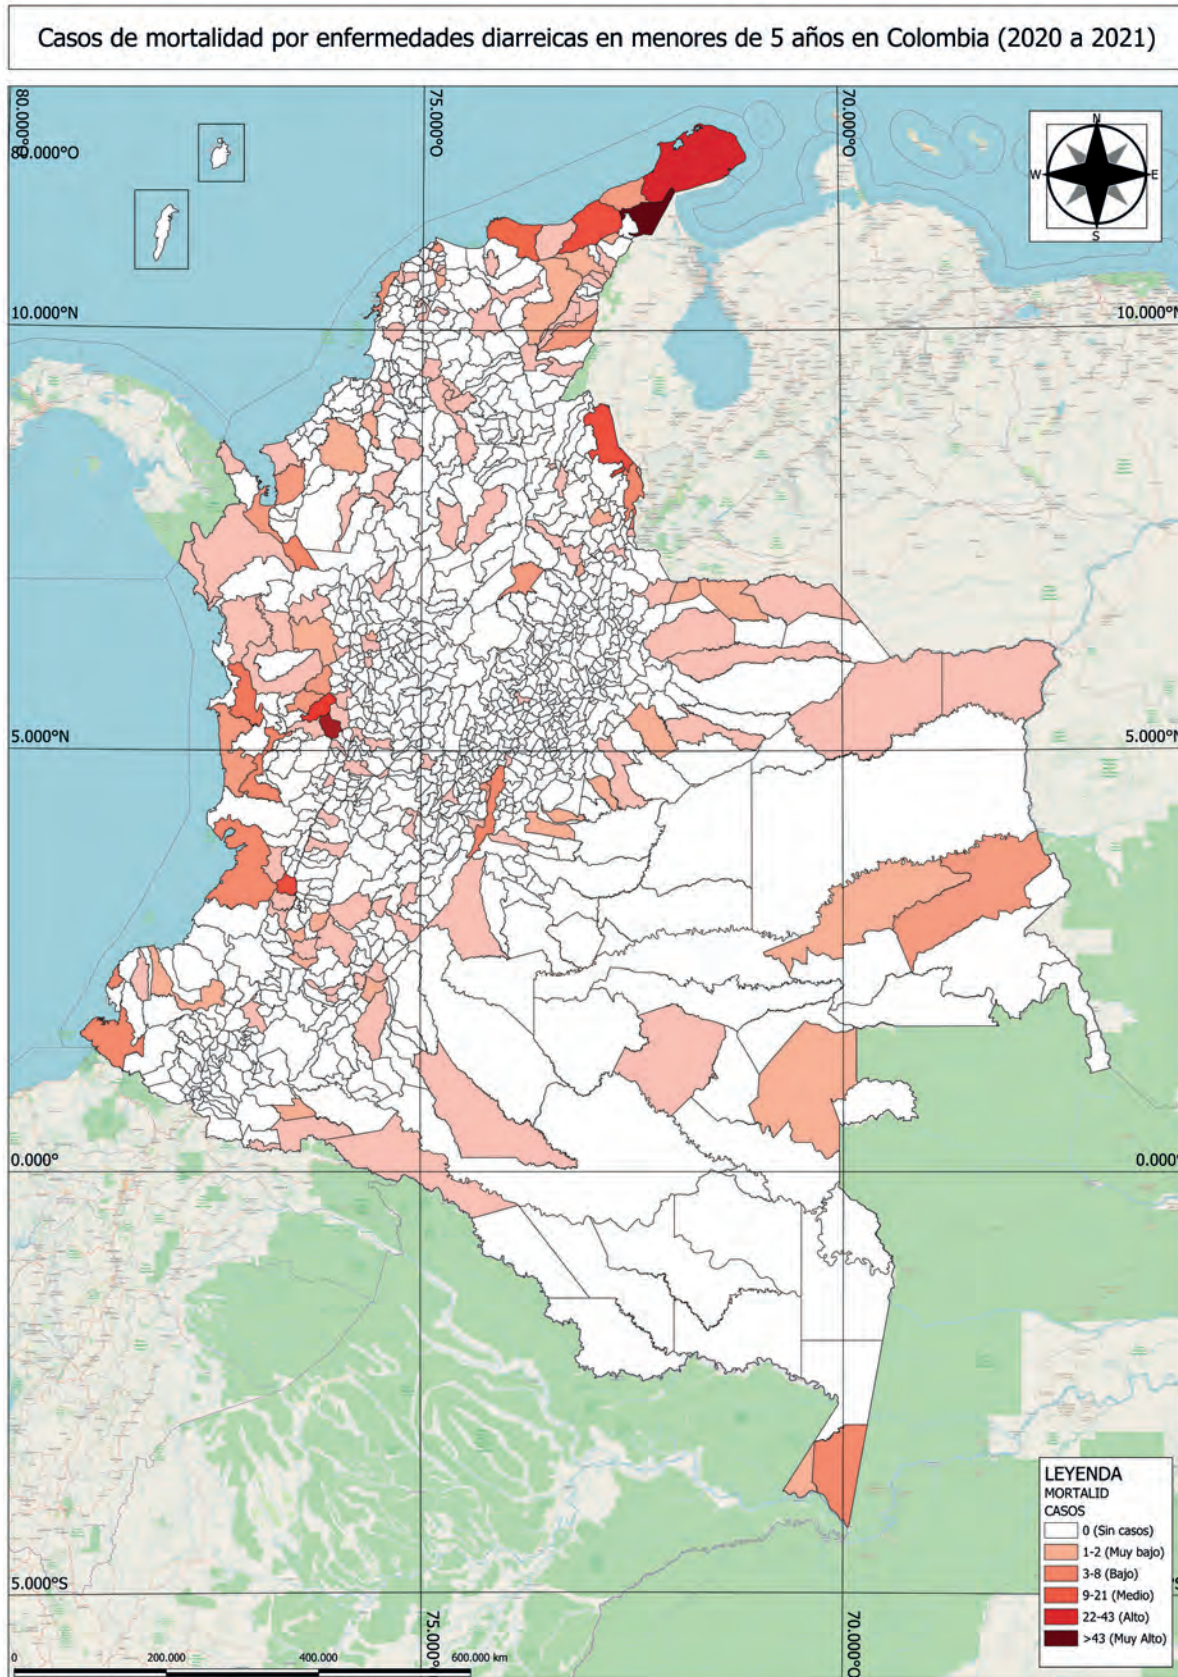 Casos de mortalidad por enfermedades diarreicas en menores de 5 años en Colombia (2020 a 2021)
80.000°O
75.000°O
70.000°O
80.000°O
N
W
E
S
10.000°N
10.000°N
5.000°N
5.000°N
0.000°
0.000°
5.000°S
LEYENDA
MORTALID
CASOS
0 (Sin casos)
1-2 (Muy bajo)
3-8 (Bajo)
9-21 (Medio)
22-43 (Alto)
>43 (Muy Alto)
75.000°O
70.000°O
0
200.000
400.000
600.000 km